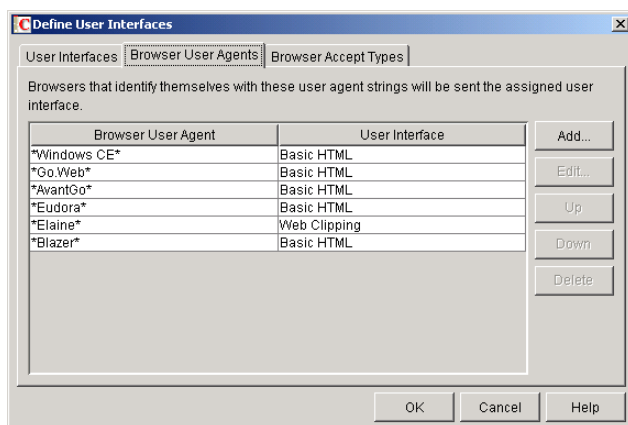 Define User Interfaces
User Interfaces Browser User Agents Browser Accept Types
Browsers that identify themselves with these user agent strings will be sent the assigned user
interface.
Browser User Agent User Interface Add...
*Windows CE* Basic HTML
*Go.Web* Basic HTML Edit...
*AvantGo* Basic HTML
*Eudora* Basic HTML Up
*Elaine* Web Clipping
*Blazer* Basic HTML Down
Delete
OK Cancel Help